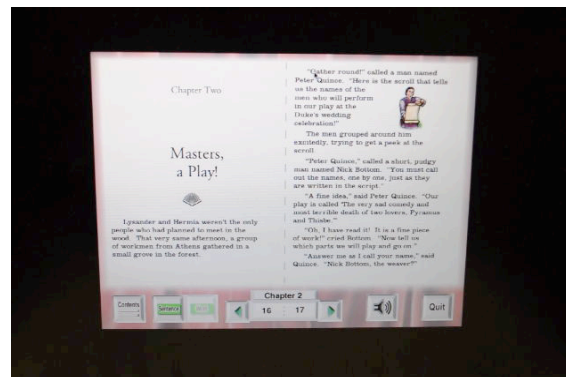 Chapter Two
Masters,
a Play!
Lysander and Hermia weren't the only
people who had planned to meet in the
wood. That very same afternoon, a group
of workmen from Athens gathered in a
small grove in the forest.
"Gather round!" called a man named
Peter Quince. "Here is the scroll that tells
us the names of the
men who will perform
in our play at the
Duke's wedding
celebration!"
The men grouped around him
excitedly, trying to get a peek at the
scroll.
"Peter Quince," called a short, pudgy
man named Nick Bottom. "You must call
out the names, one by one, just as they
are written in the script."
"A fine idea," said Peter Quince. "Our
play is called The very sad comedy and
most terrible death of two lovers, Pyramus
and Thisbe."
"Oh, I have read it! It is a fine piece
of work!" cried Bottom. "Now tell us
which parts we will play and go on."
"Answer me as I call your name," said
Quince. "Nick Bottom, the weaver?"
Contents
Sentence
Chapter 2
16 : 17
Quit